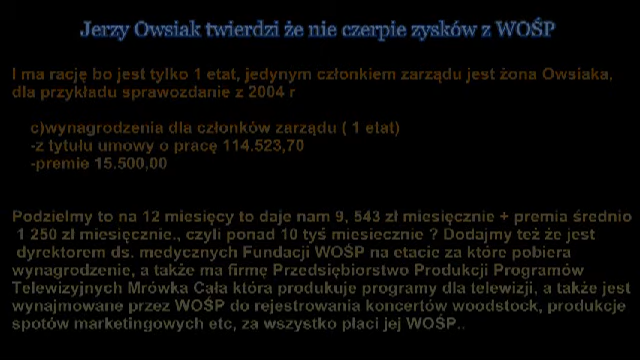 Jerzy Owsiak twierdzi że nie czerpie zysków z WOŚP
I ma rację bo jest tylko 1 etat, jedynym członkiem zarządu jest żona Owsiaka,
dla przykładu sprawozdanie z 2004 r
c)wynagrodzenia dla członków zarządu ( 1 etat)
-z tytułu umowy o pracę 114.523,70
-premie 15.500,00
Podzielmy to na 12 miesięcy to daje nam 9, 543 zł miesięcznie + premia średnio
1 250 zł miesięcznie., czyli ponad 10 tyś miesiecznie ? Dodajmy też że jest
dyrektorem ds. medycznych Fundacji WOŚP na etacie za które pobiera
wynagrodzenie, a także ma firmę Przedsiębiorstwo Produkcji Programów
Telewizyjnych Mrówka Cała która produkuje programy dla telewizji, a także jest
wynajmowane przez WOŚP do rejestrowania koncertów woodstock, produkcje
spotów marketingowych etc, za wszystko placi jej WOŚP..